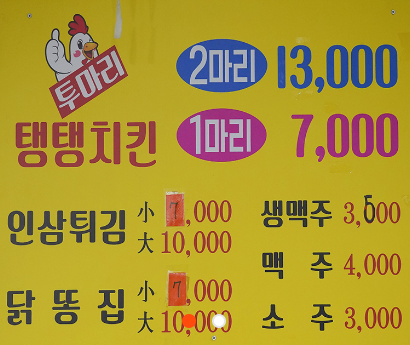 투마리
2마리 13,000
탱탱치킨 1마리 7,000
인삼튀김 小 7,000
大 10,000
생맥주 3,500
맥주 4,000
닭똥집 小 7,000
大 10,000
소주 3,000